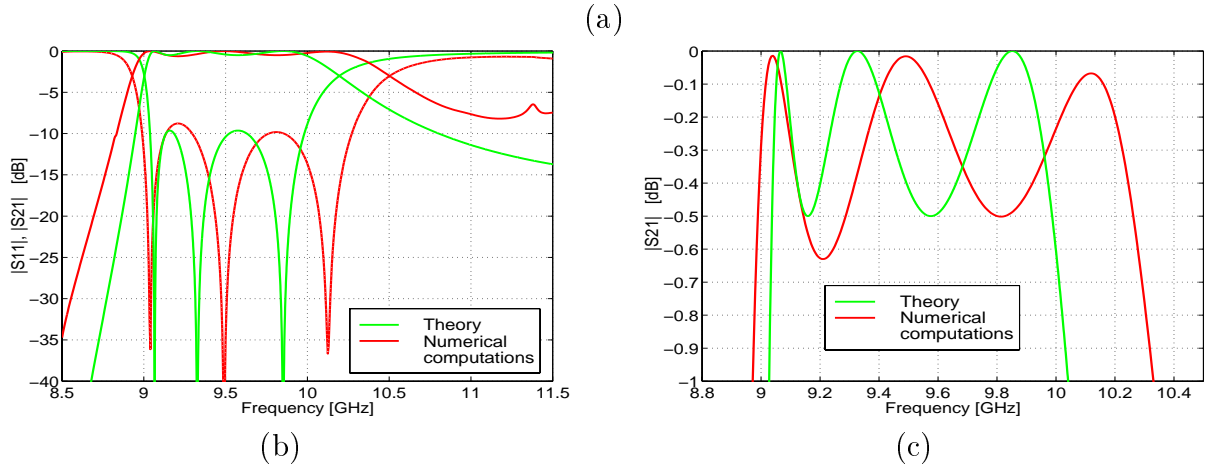 (a)
0
−5
−10
−15
−20
−25
−30
−35
−40
|S11|, |S21| [dB]
8.5 9 9.5 10 10.5 11 11.5
Frequency [GHz]
Theory
Numerical
computations
(b)
0
−0.1
−0.2
−0.3
−0.4
−0.5
−0.6
−0.7
−0.8
−0.9
−1
|S21| [dB]
8.8 9 9.2 9.4 9.6 9.8 10 10.2 10.4
Frequency [GHz]
Theory
Numerical
computations
(c)